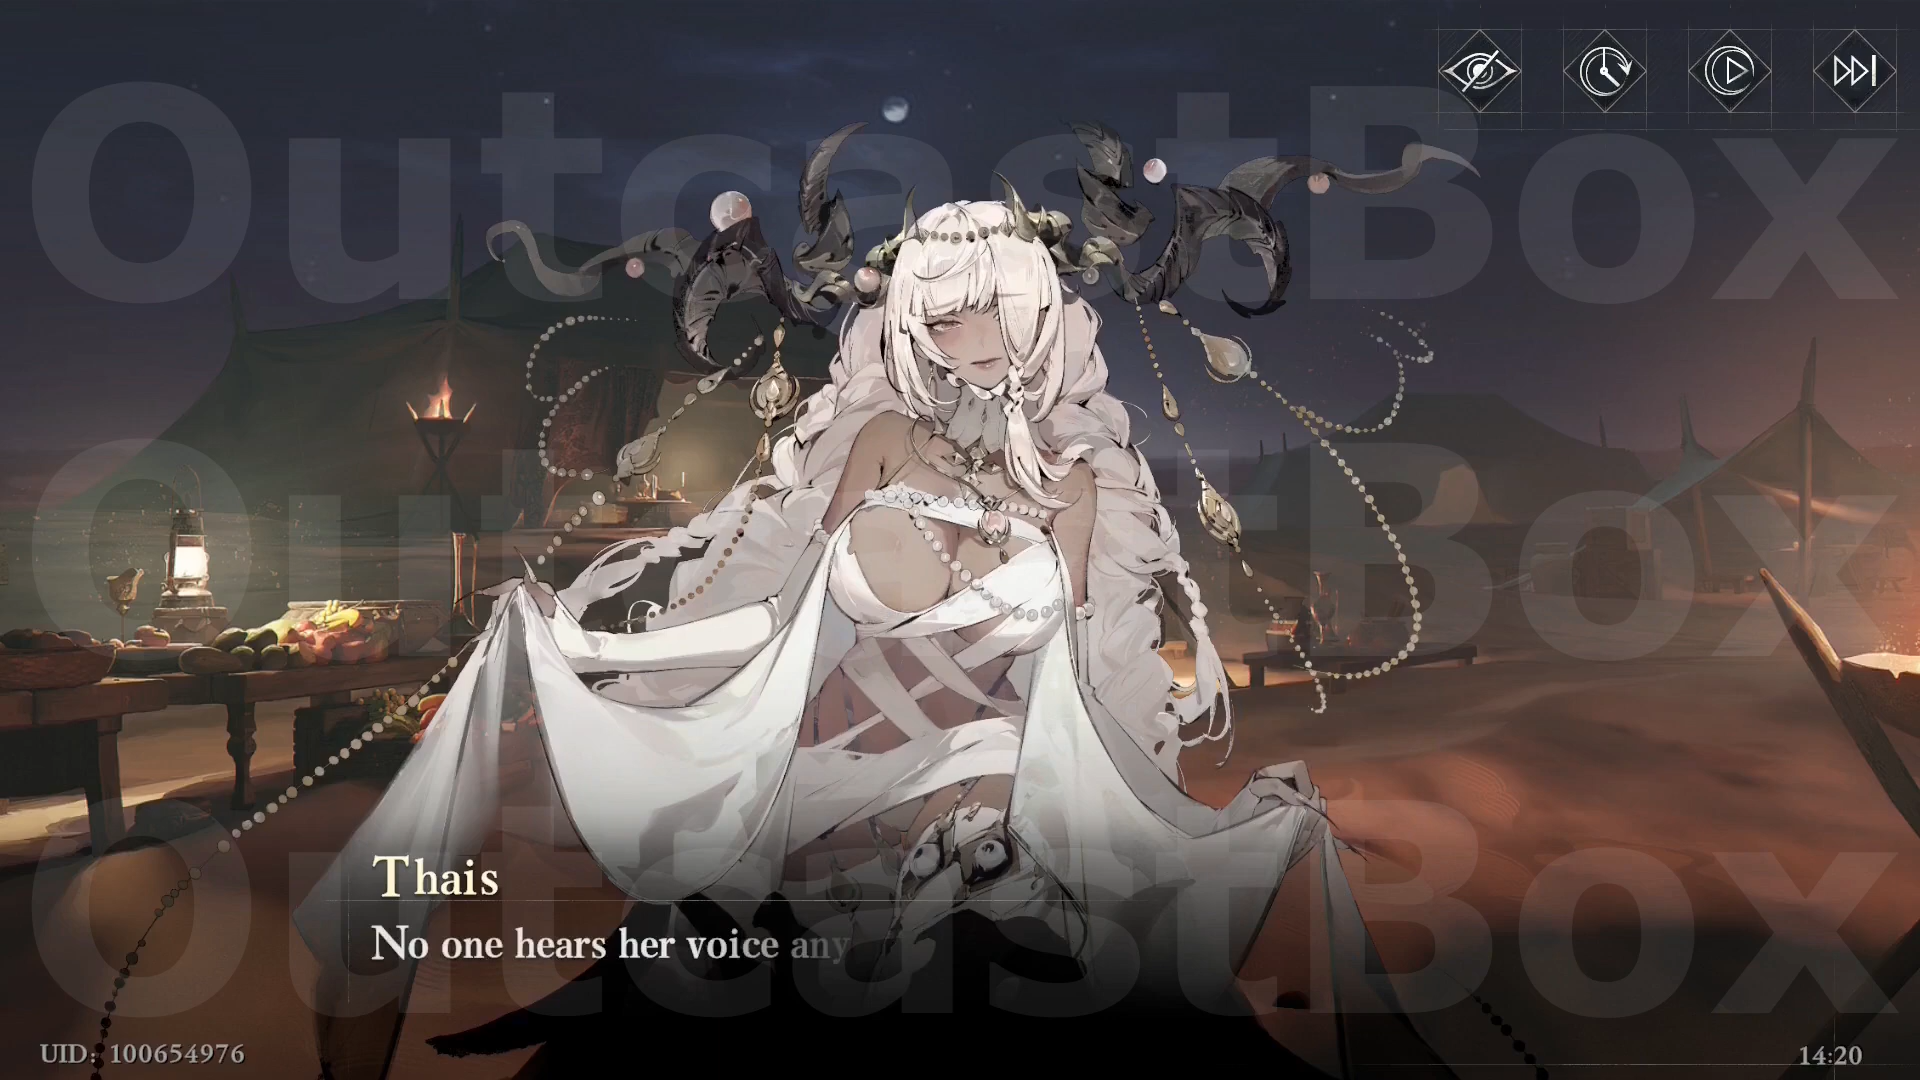 OutcastBox
OutcastBox
OutcastBox
Thais
No one hears her voice any
UID: 100654976
14:20